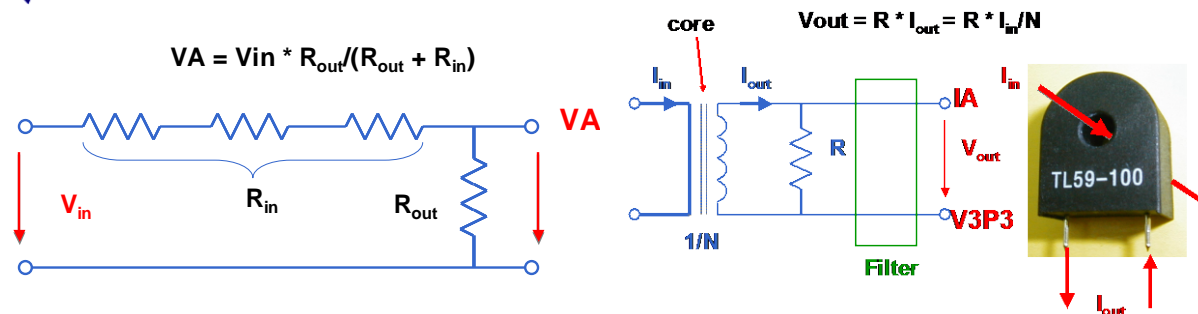 VA = Vin * Rout/(Rout + Rin)
VA
Vin
Rin
Rout
core
Vout = R * Iout = R * Iin/N
Iin
Iout
IA
R
Vout
V3P3
1/N
Filter
Iin
TL59-100
Iout